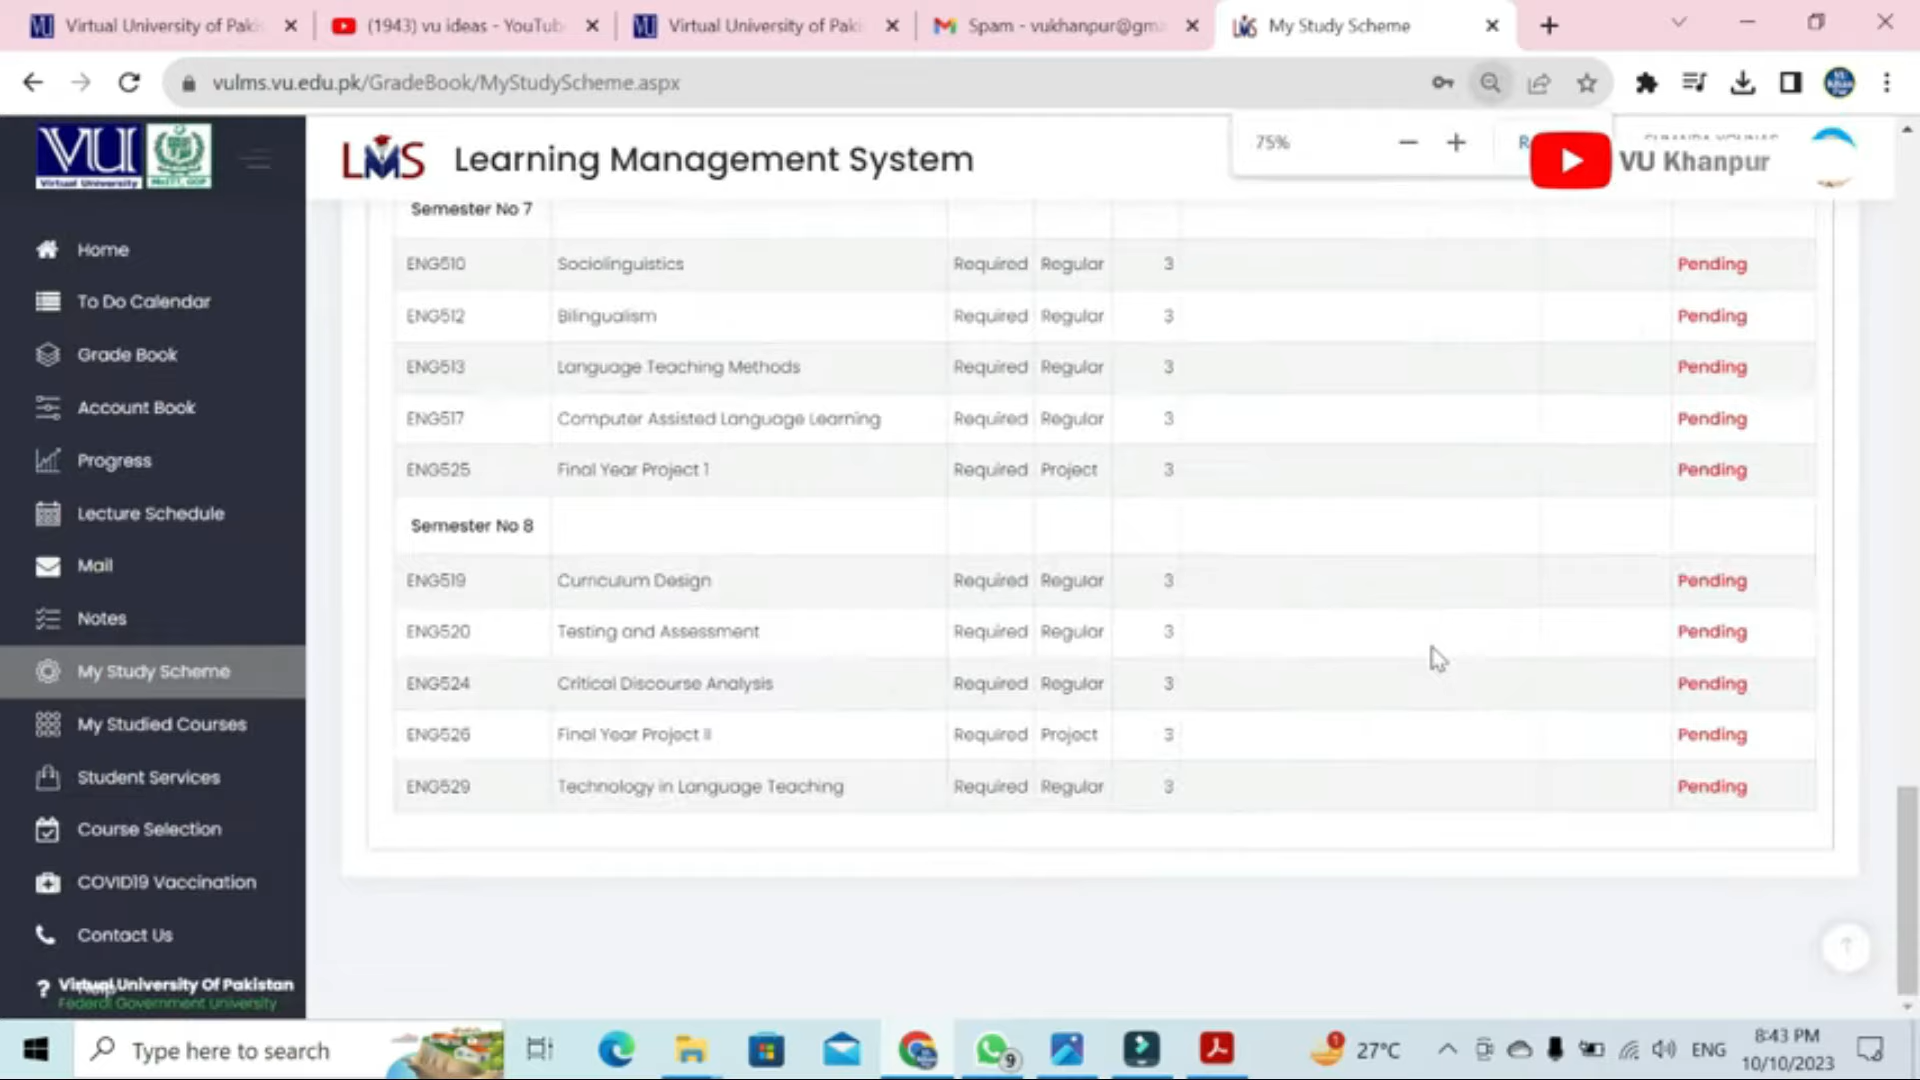 Virtual University of Paki
(1943) vu ideas - YouTub
Virtual University of Paki
Spam - vukhanpur@gma
My Study Scheme
vulms.vu.edu.pk/GradeBook/MyStudyScheme.aspx
75%
VU
Virtual University
LMS Learning Management System
VU Khanpur
Home
To Do Calendar
Grade Book
Account Book
Progress
Lecture Schedule
Mail
Notes
My Study Scheme
My Studied Courses
Student Services
Course Selection
COVID19 Vaccination
Contact Us
Virtual University Of Pakistan
Federal Government University
Semester No 7
ENG510 Sociolinguistics Required Regular 3 Pending
ENG512 Bilingualism Required Regular 3 Pending
ENG513 Language Teaching Methods Required Regular 3 Pending
ENG517 Computer Assisted Language Learning Required Regular 3 Pending
ENG525 Final Year Project 1 Required Project 3 Pending
Semester No 8
ENG519 Curriculum Design Required Regular 3 Pending
ENG520 Testing and Assessment Required Regular 3 Pending
ENG524 Critical Discourse Analysis Required Regular 3 Pending
ENG526 Final Year Project II Required Project 3 Pending
ENG529 Technology in Language Teaching Required Regular 3 Pending
Type here to search
9
1
27°C
ENG
8:43 PM
10/10/2023